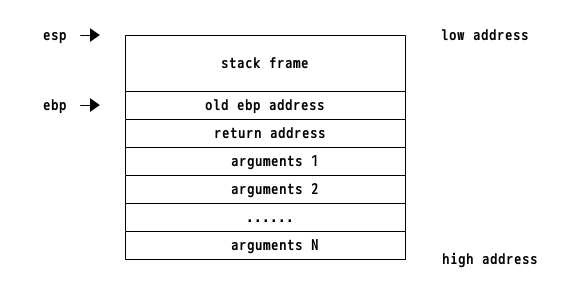 esp
low address
stack frame
ebp
old ebp address
return address
arguments 1
arguments 2
......
arguments N
high address